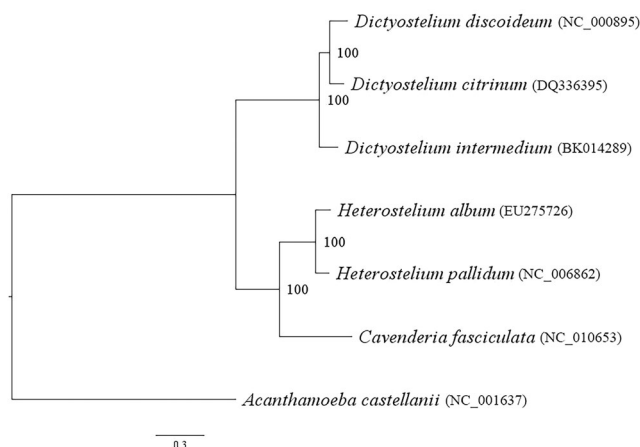 Dictyostelium discoideum (NC_000895)
100
Dictyostelium citrinum (DQ336395)
100
Dictyostelium intermedium (BK014289)
Heterostelium album (EU275726)
100
Heterostelium pallidum (NC_006862)
100
Cavenderia fasciculata (NC_010653)
Acanthamoeba castellanii (NC_001637)
0.3